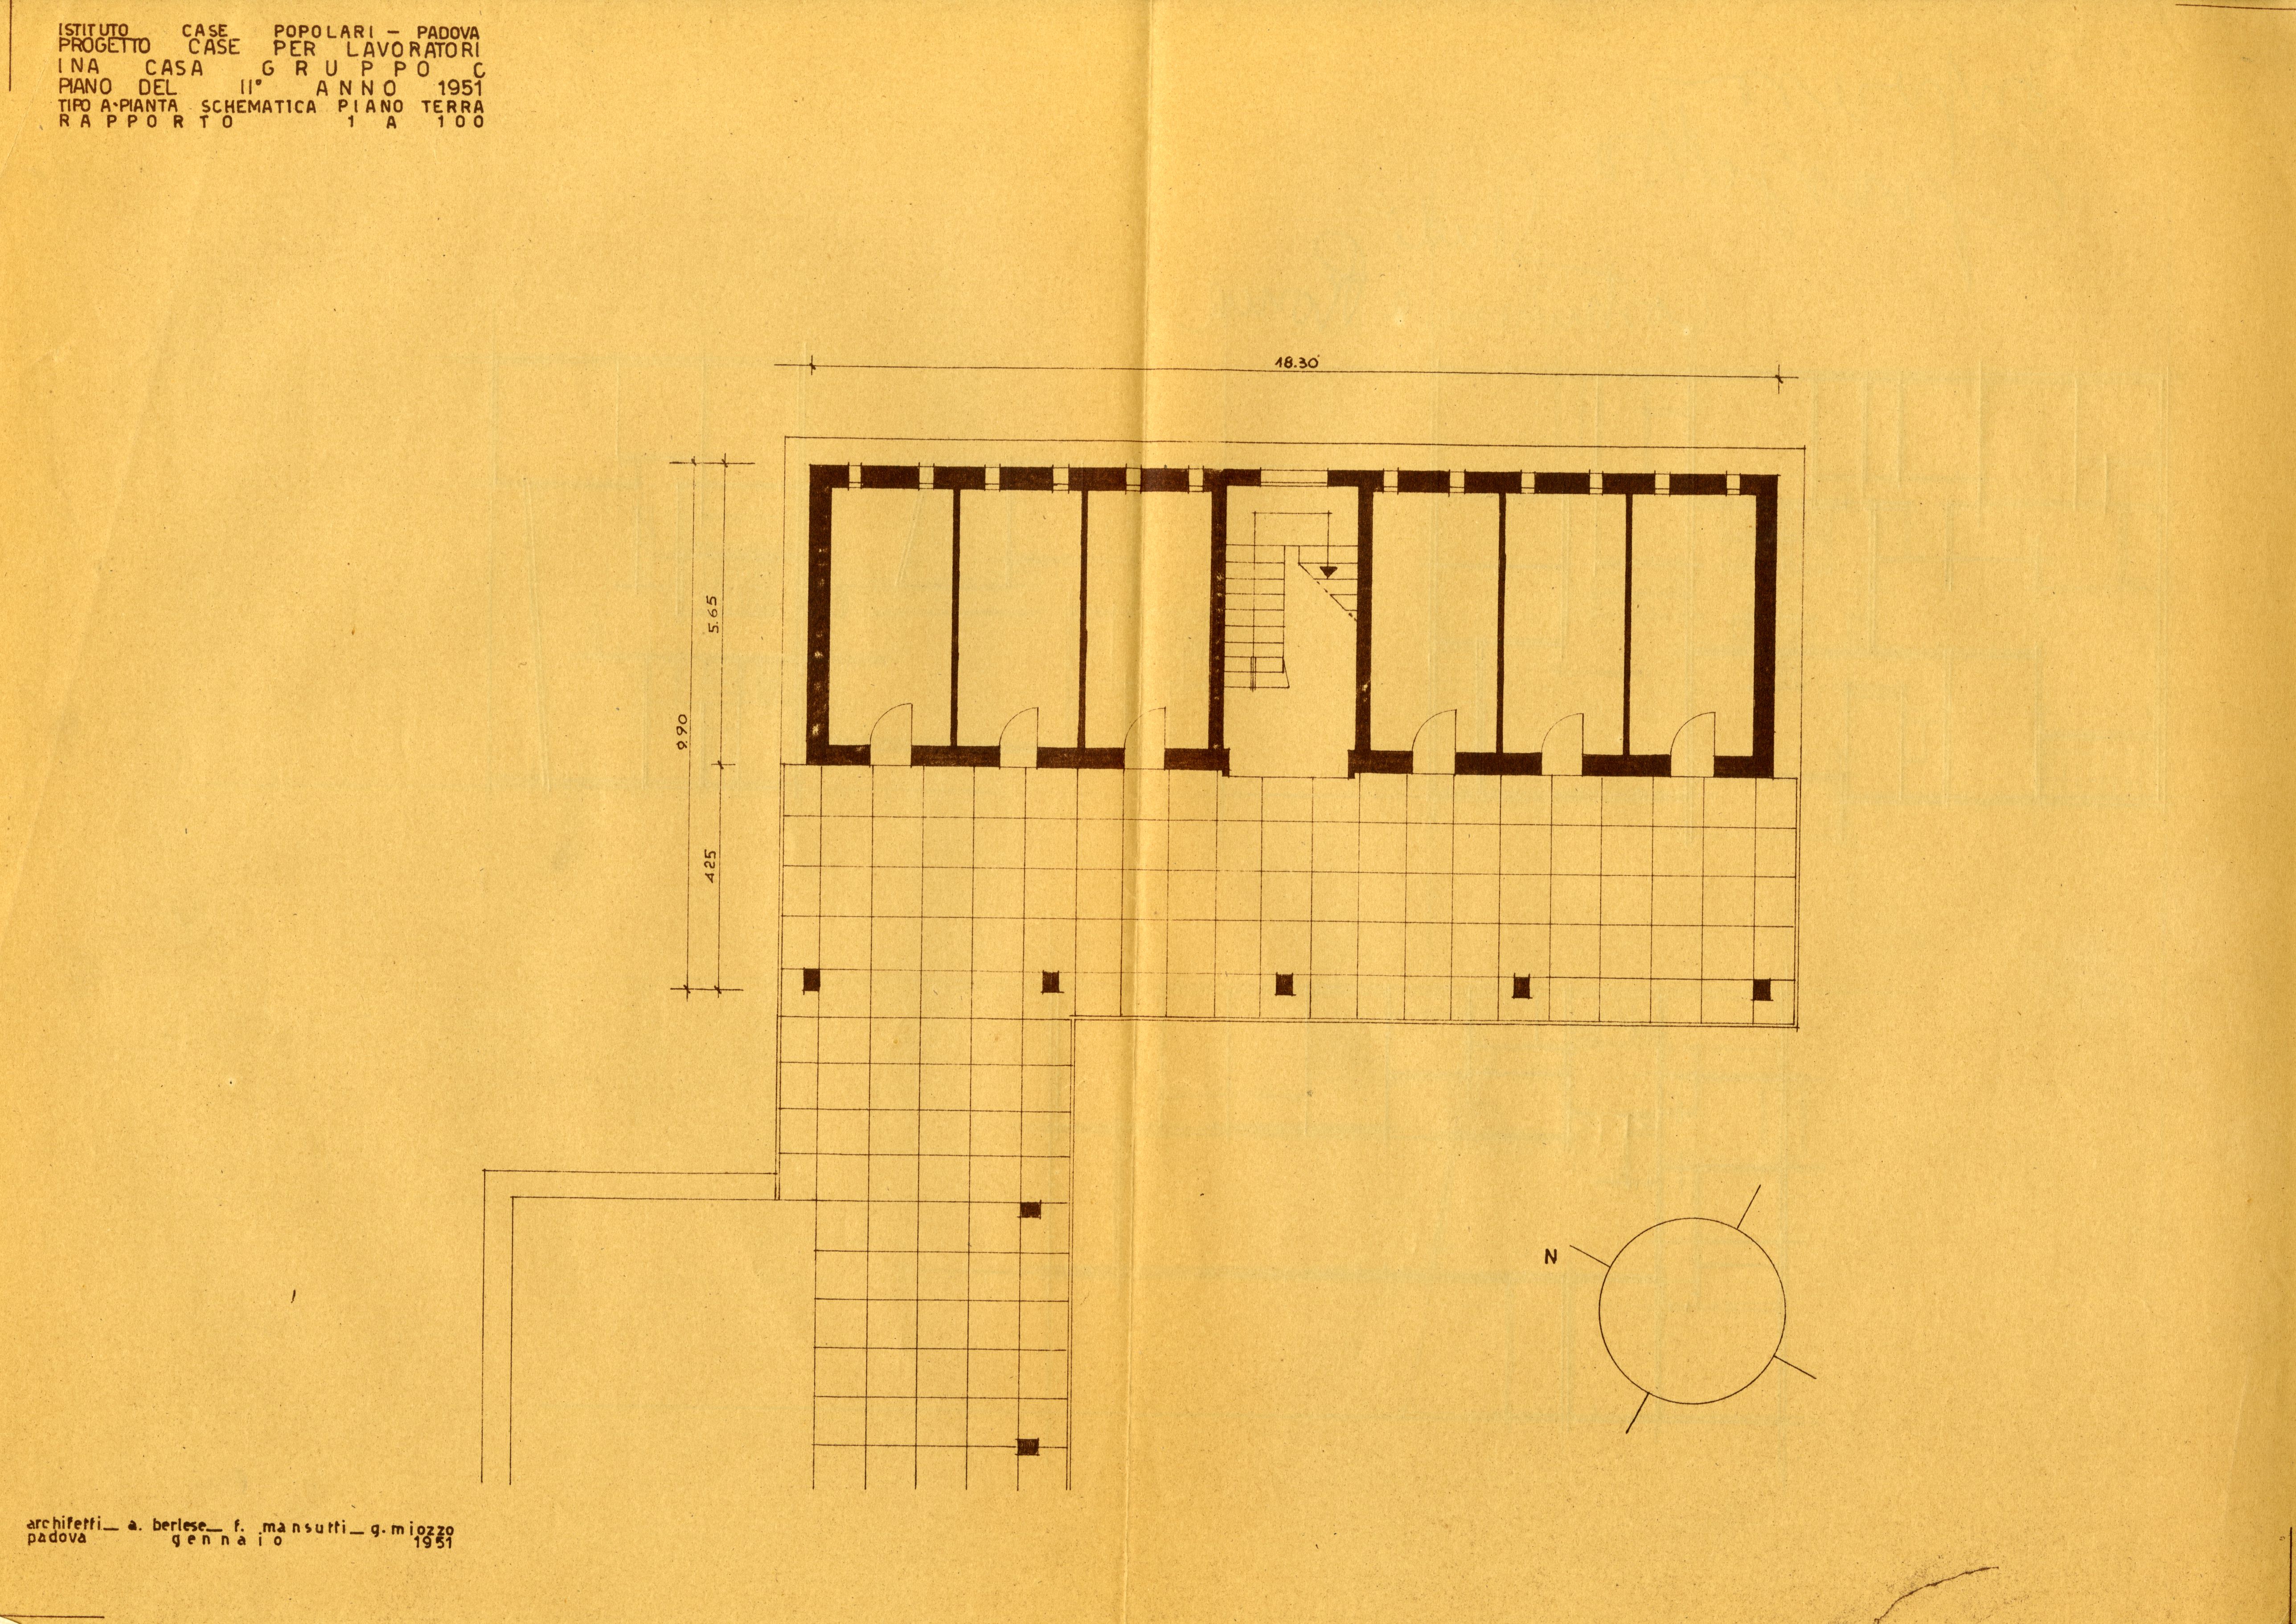 ISTITUTO CASE POPOLARI — PADOVA
PROGETTO CASE PER LAVORATORI
INA CASA GRUPPO C
PIANO DEL II° ANNO 1951
TIPO A·PIANTA SCHEMATICA PIANO TERRA
RAPPORTO 1 A 100
18.30
5.65
9.90
4.25
N
architetti_ a. berlese_ f. mansutti_ g. miozzo
padova gennaio 1951